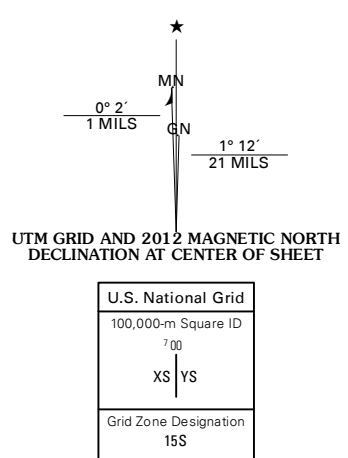 ★
MN
0° 2´
1 MILS
GN
1° 12´
21 MILS
UTM GRID AND 2012 MAGNETIC NORTH
DECLINATION AT CENTER OF SHEET
U.S. National Grid
100,000-m Square ID
7 00
XS YS
Grid Zone Designation
15S